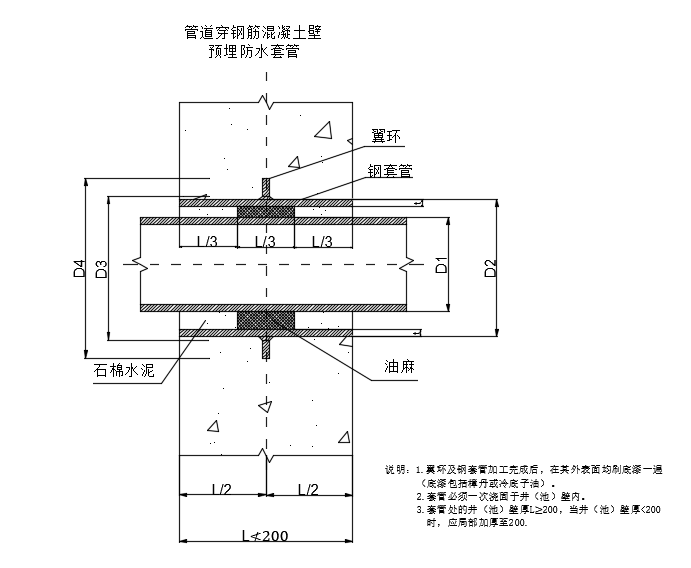 管道穿钢筋混凝土壁
预埋防水套管
翼环
钢套管
L/3 L/3 L/3
D4
D3
D1
D2
石棉水泥
油麻
L/2 L/2
L≮200
说明：1.翼环及钢套管加工完成后，在其外表面均刷底漆一遍
（底漆包括樟丹或冷底子油）。
2.套管必须一次浇固于井（池）壁内。
3.套管处的井（池）壁厚L≥200，当井（池）壁厚<200
时，应局部加厚至200.